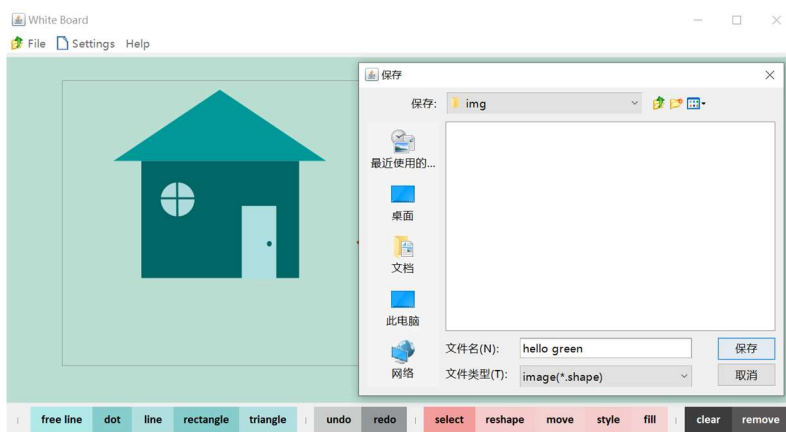 White Board
File Settings Help
保存
保存: img
最近使用的...
桌面
文档
此电脑
网络
文件名(N): hello green 保存
文件类型(T): image(*.shape) 取消
free line dot line rectangle triangle undo redo select reshape move style fill clear remove